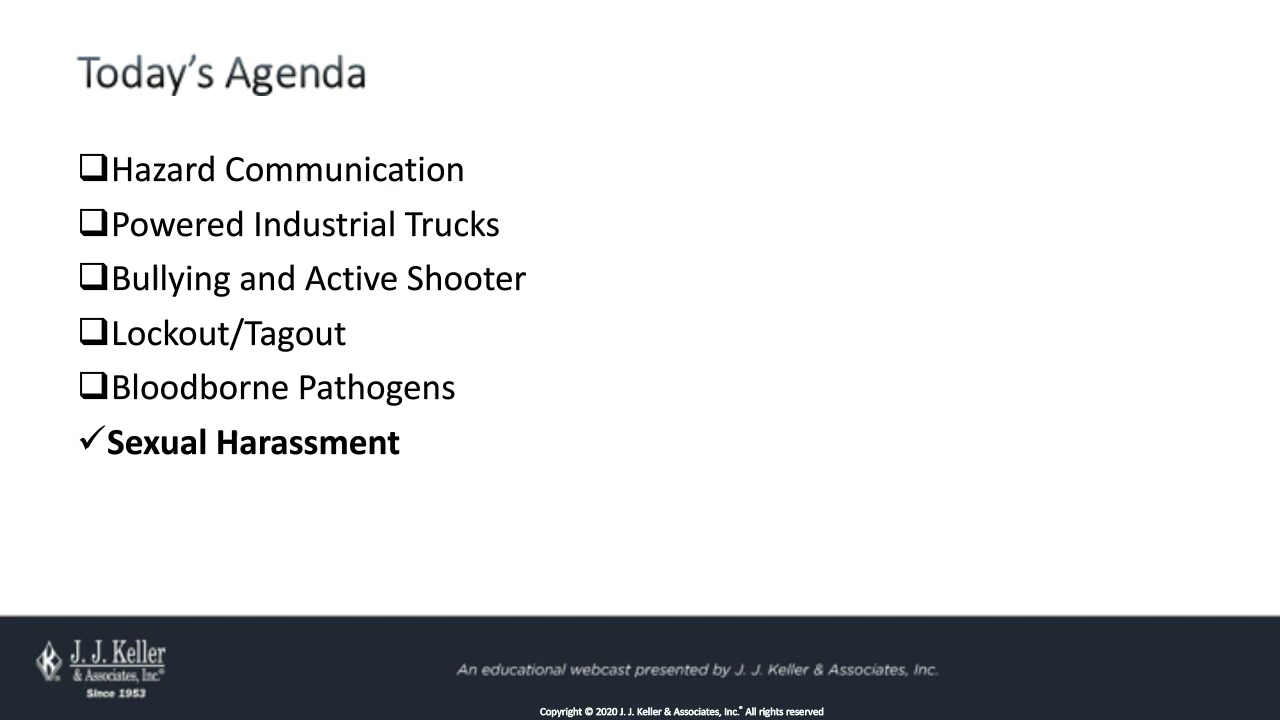 Today’s Agenda
❑Hazard Communication
❑Powered Industrial Trucks
❑Bullying and Active Shooter
❑Lockout/Tagout
❑Bloodborne Pathogens
✓Sexual Harassment
J. J. Keller
& Associates, Inc.®
Since 1953
An educational webcast presented by J. J. Keller & Associates, Inc.
Copyright © 2020 J. J. Keller & Associates, Inc.® All rights reserved